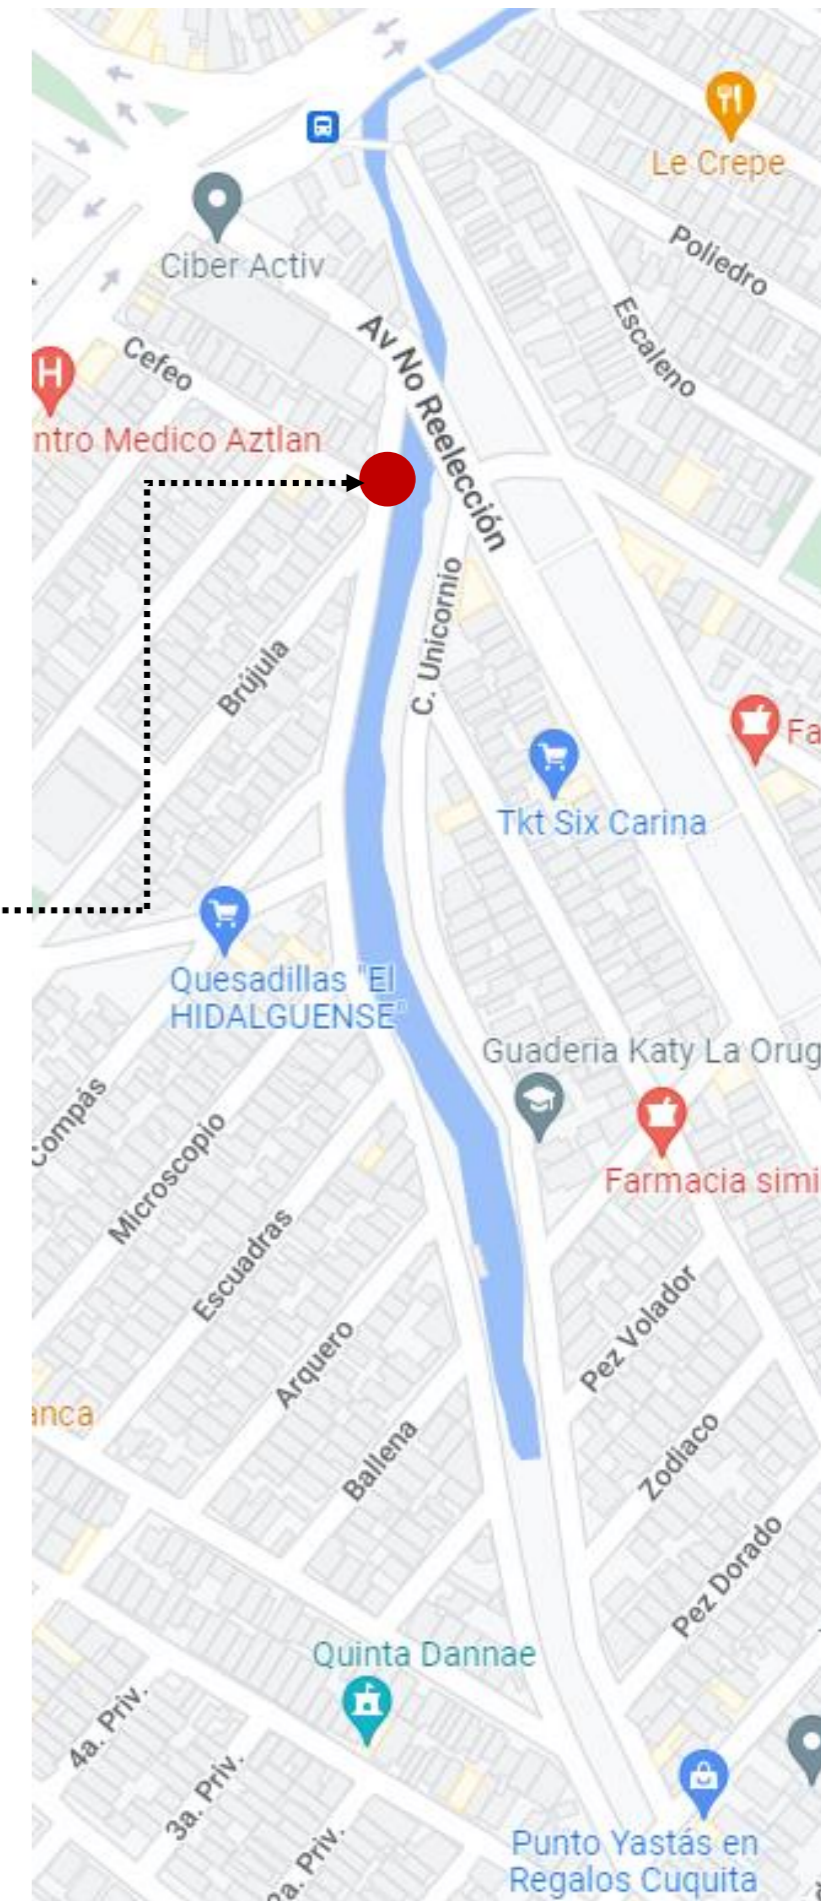 Le Crepe
Poliedro
Ciber Activ
Escaleno
Av No Reelección
Cefeo
ntro Medico Aztlan
C. Unicornio
Brújula
Fa
Tkt Six Carina
Quesadillas "El
HIDALGUENSE"
Guaderia Katy La Orug
Compás
Microscopio
Farmacia simi
Escuadras
Pez Volador
Arquero
anca
Ballena
Zodiaco
Pez Dorado
Quinta Dannae
4a. Priv.
3a. Priv.
2a. Priv.
Punto Yastás en
Regalos Cuquita